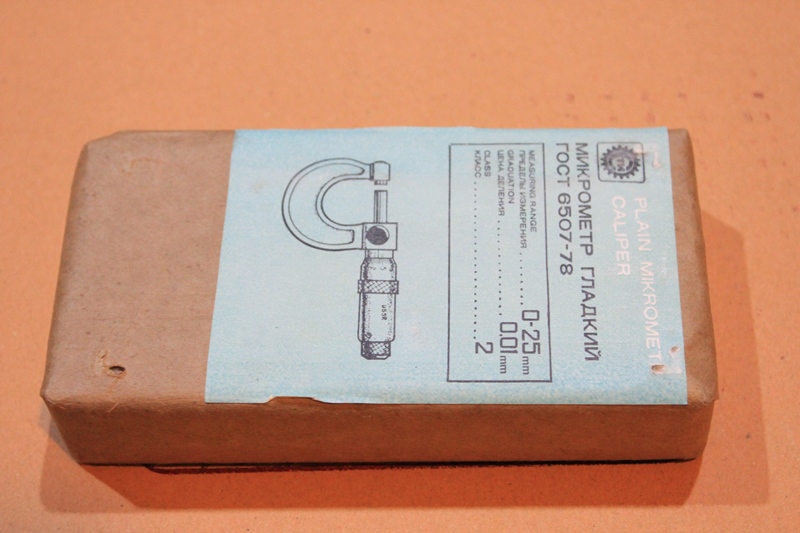 PLAIN MIKROMET
CALIPER
МИКРОМЕТР ГЛАДКИЙ
ГОСТ 6507-78
MEASURING RANGE
ПРЕДЕЛЫ ИЗМЕРЕНИЯ ........ 0-25 mm
GRADUATION
ЦЕНА ДЕЛЕНИЯ ............ 0.01 mm
CLASS
КЛАСС .................... 2